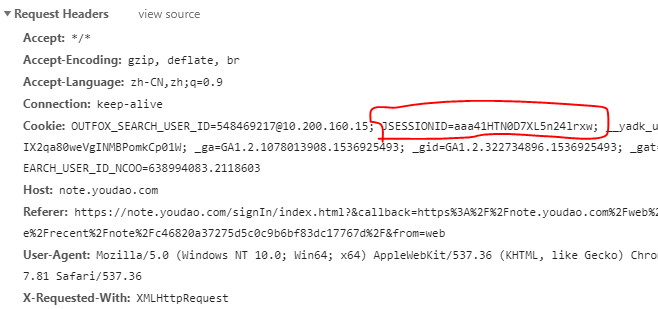 Request Headers view source
Accept: */*
Accept-Encoding: gzip, deflate, br
Accept-Language: zh-CN,zh;q=0.9
Connection: keep-alive
Cookie: OUTFOX_SEARCH_USER_ID=548469217@10.200.160.15; JSESSIONID=aaa41HTN0D7XL5n24lrxw; __yadk_u
IX2qa80weVgINMBPomkCp01W; _ga=GA1.2.1078013908.1536925493; _gid=GA1.2.322734896.1536925493; _gat
EARCH_USER_ID_NCOO=638994083.2118603
Host: note.youdao.com
Referer: https://note.youdao.com/signIn/index.html?&callback=https%3A%2F%2Fnote.youdao.com%2Fweb%2
e%2Frecent%2Fnote%2Fc46820a37275d5c0c9b6bf83dc17767d%2F&from=web
User-Agent: Mozilla/5.0 (Windows NT 10.0; Win64; x64) AppleWebKit/537.36 (KHTML, like Gecko) Chro
7.81 Safari/537.36
X-Requested-With: XMLHttpRequest